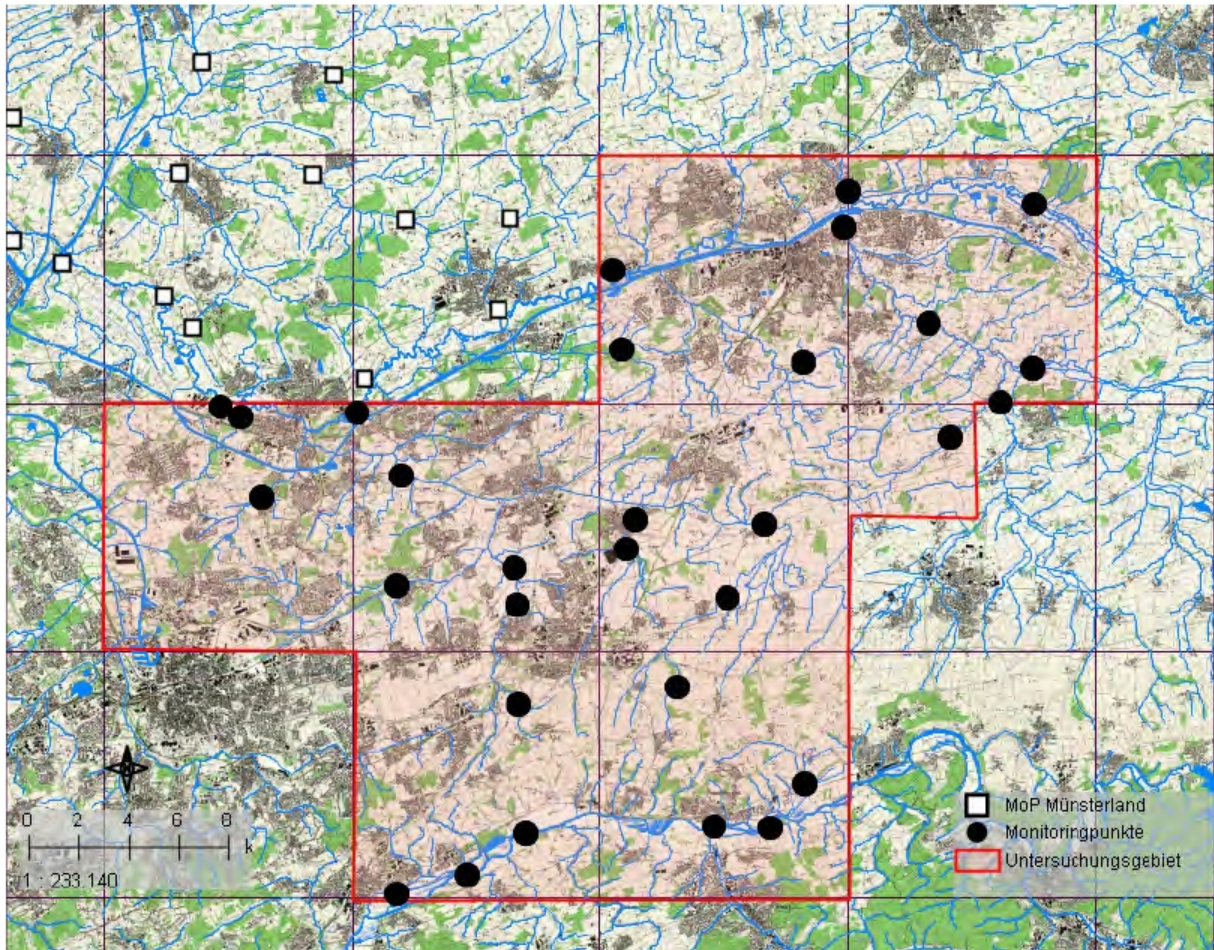 0 2 4 6 8
k
1 : 233.140
MoP Münsterland
Monitoringpunkte
Untersuchungsgebiet